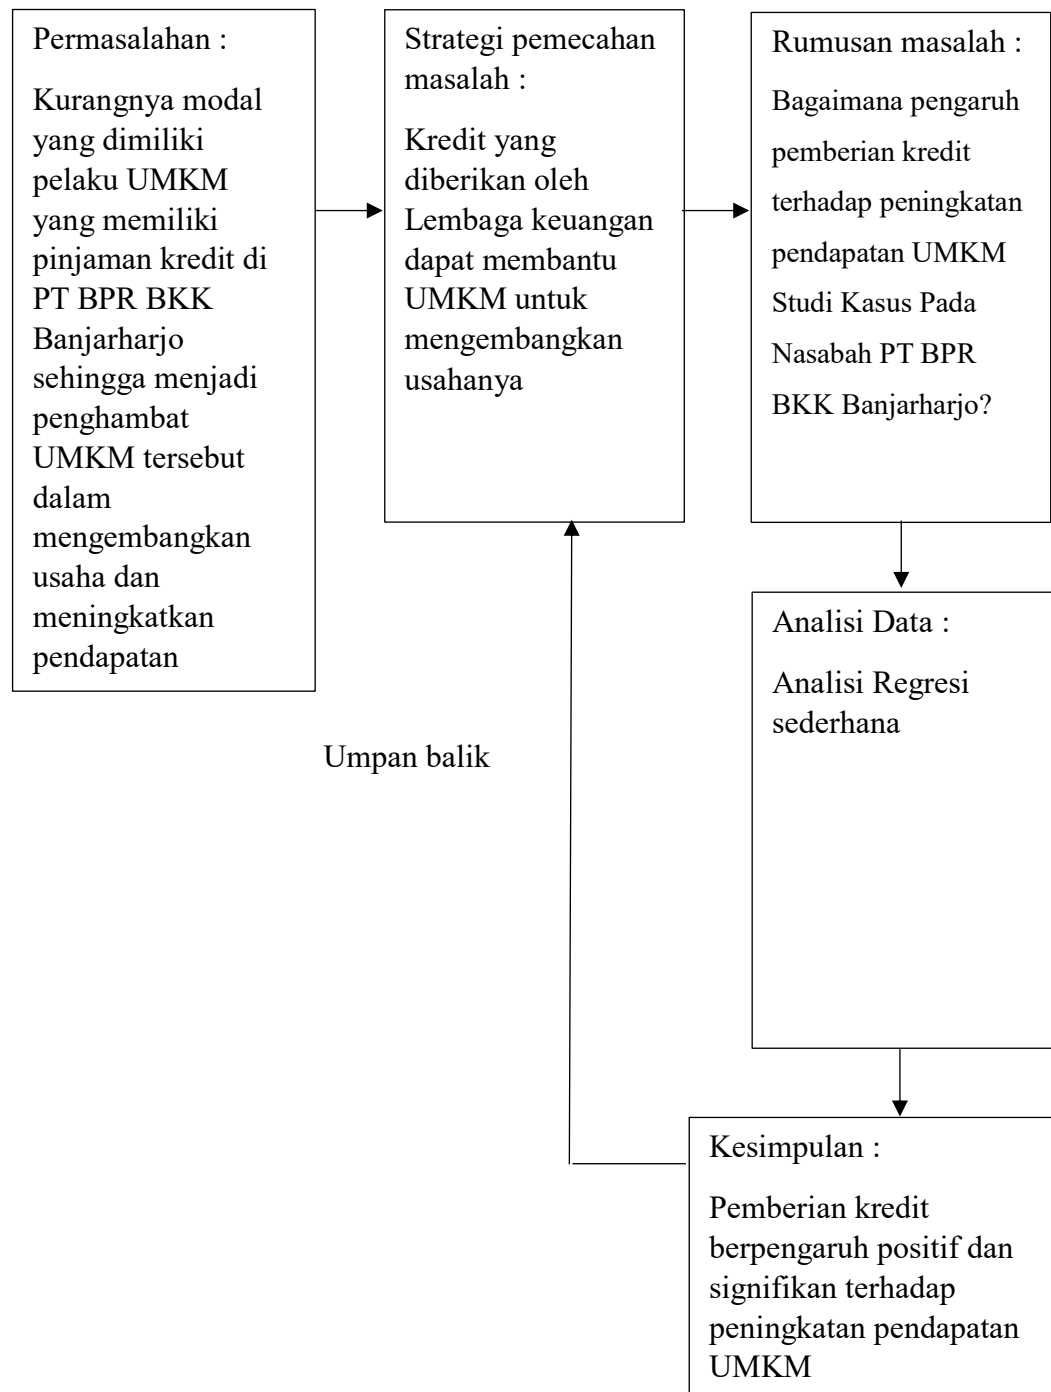 Permasalahan :
Kurangnya modal
yang dimiliki
pelaku UMKM
yang memiliki
pinjaman kredit di
PT BPR BKK
Banjarharjo
sehingga menjadi
penghambat
UMKM tersebut
dalam
mengembangkan
usaha dan
meningkatkan
pendapatan
Strategi pemecahan
masalah :
Kredit yang
diberikan oleh
Lembaga keuangan
dapat membantu
UMKM untuk
mengembangkan
usahanya
Rumusan masalah :
Bagaimana pengaruh
pemberian kredit
terhadap peningkatan
pendapatan UMKM
Studi Kasus Pada
Nasabah PT BPR
BKK Banjarharjo?
Analisi Data :
Analisi Regresi
sederhana
Umpan balik
Kesimpulan :
Pemberian kredit
berpengaruh positif dan
signifikan terhadap
peningkatan pendapatan
UMKM